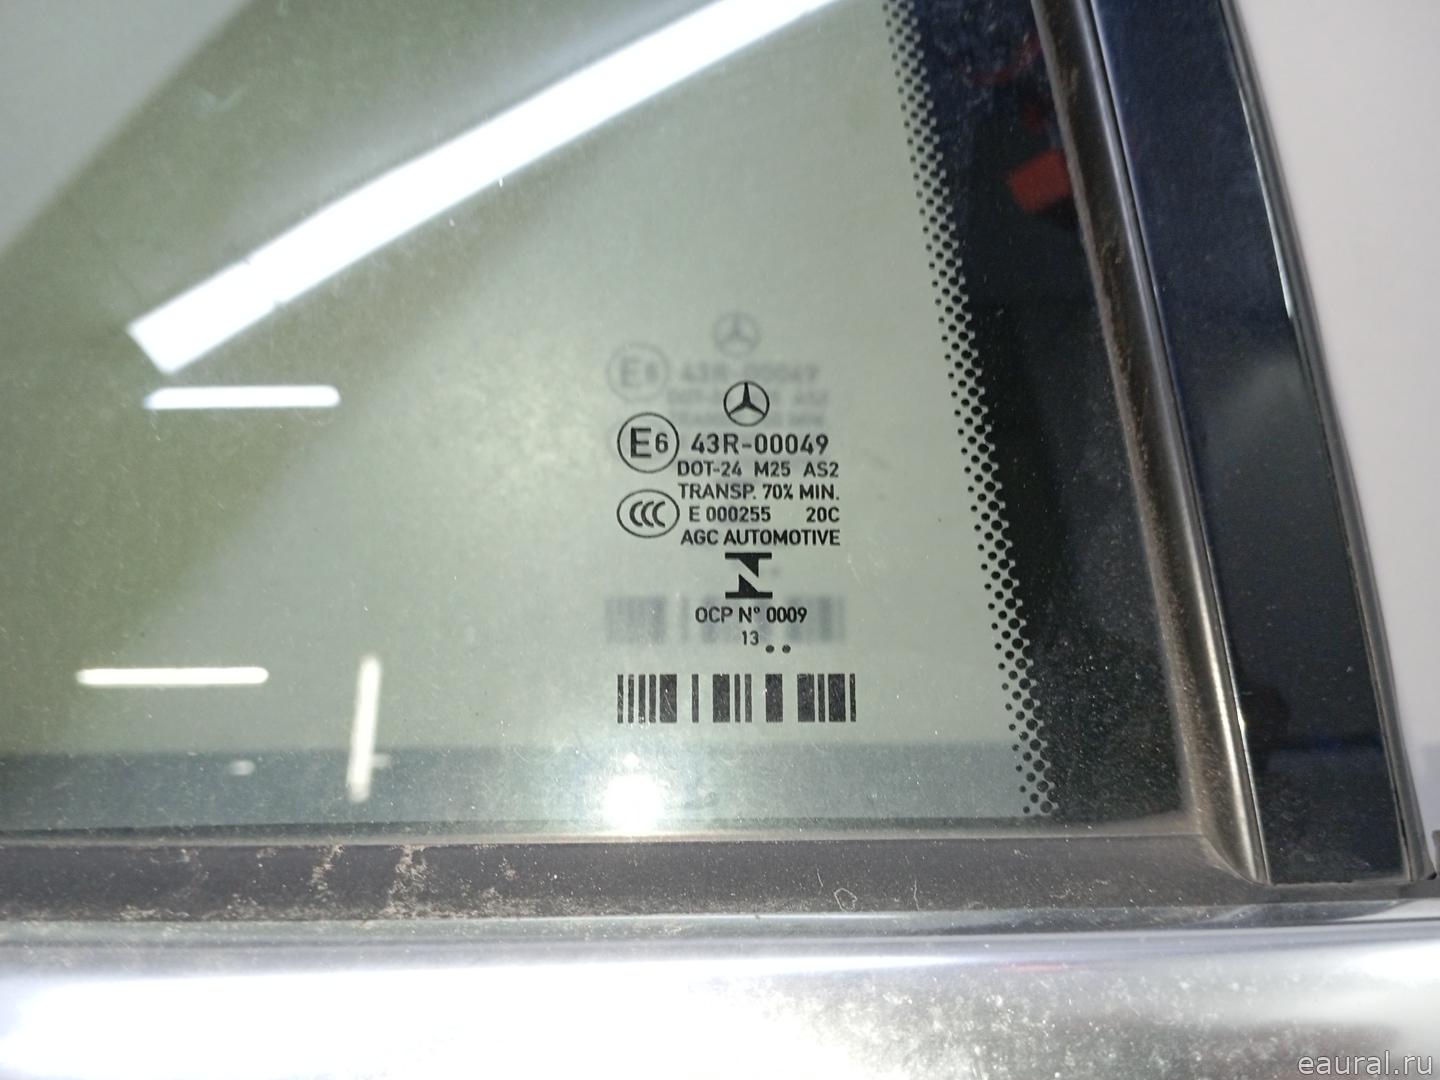 E6 43R-00049
DOT-24 M25 AS2
TRANSP. 70% MIN.
CCC E 000255 20C
AGC AUTOMOTIVE
OCP N° 0009
13..
eaural.ru